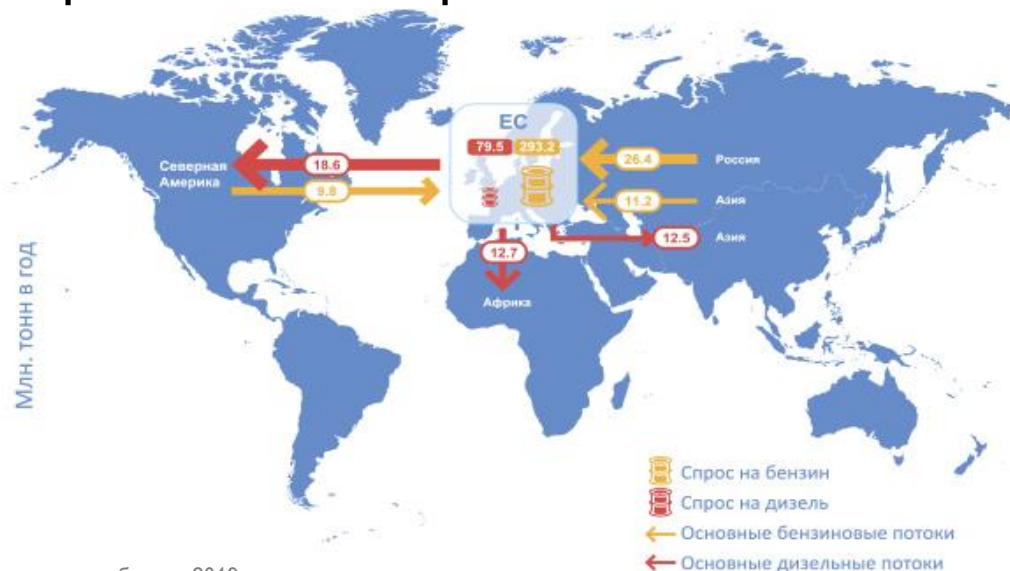 ЕС
79.5 293.2
Северная
Америка
18.6
9.8
26.4
Россия
11.2
Азия
12.5
Азия
12.7
Африка
Млн. тонн в год
Спрос на бензин
Спрос на дизель
Основные бензиновые потоки
Основные дизельные потоки